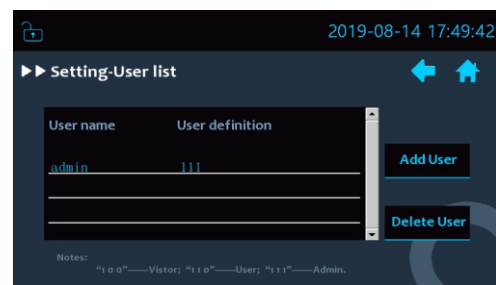 2019-08-14 17:49:42
Setting-User list
User name User definition
admin 111
Add User
Delete User
Notes:
"1 0 0"——Vistor; "1 1 0"——User; "1 1 1"——Admin.